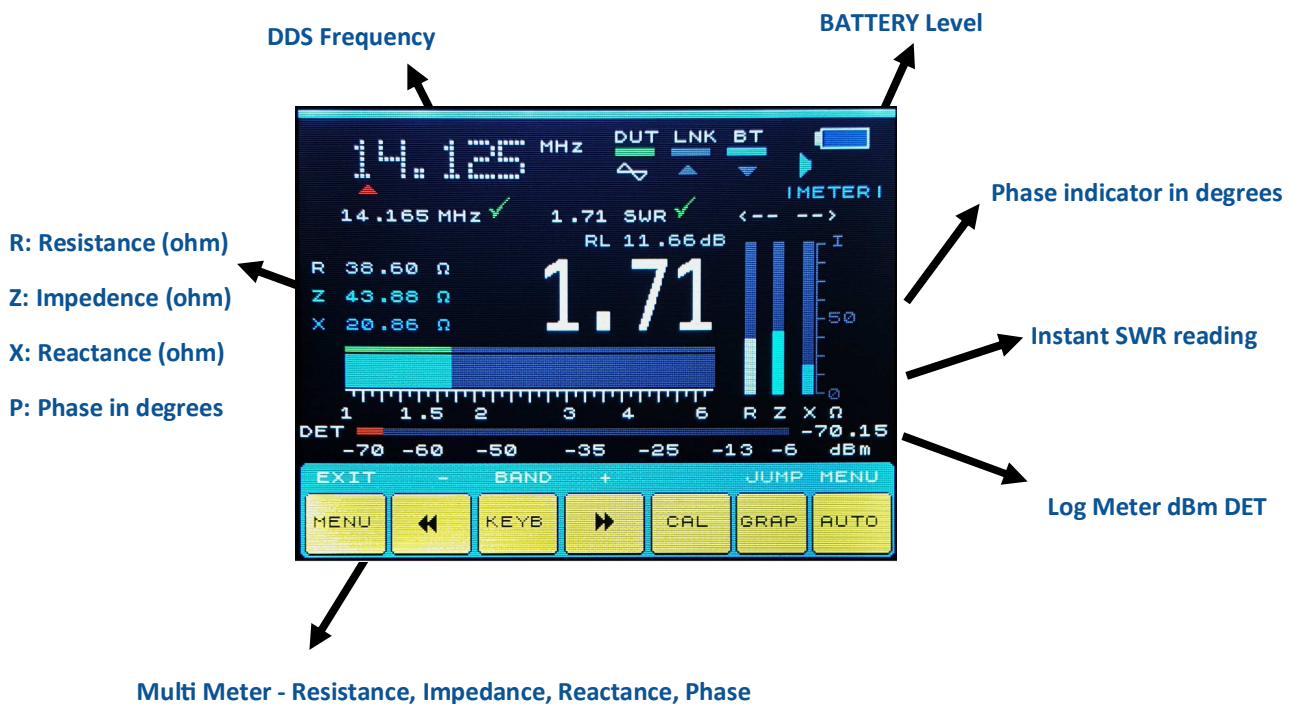 DDS Frequency
BATTERY Level
14.125 MHz
DUT LNK BT
|METER|
14.165 MHz ✓ 1.71 SWR ✓ <-- -->
RL 11.66dB
R 38.60 Ω
Z 43.88 Ω
X 20.86 Ω
1.71
I
50
0
1 1.5 2 3 4 6
R Z X Ω
DET -70.15
-70 -60 -50 -35 -25 -13 -6 dBm
EXIT - BAND + JUMP MENU
MENU KEYB CAL GRAP AUTO
R: Resistance (ohm)
Z: Impedence (ohm)
X: Reactance (ohm)
P: Phase in degrees
Phase indicator in degrees
Instant SWR reading
Log Meter dBm DET
Multi Meter - Resistance, Impedance, Reactance, Phase